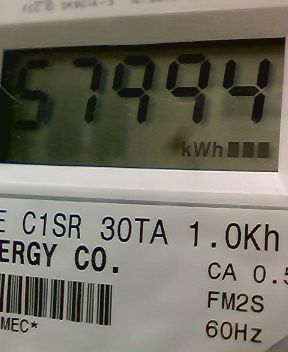 57994
kWh
E C1SR 30TA 1.0Kh
ERGY CO.
CA 0.5
FM2S
60Hz
MEC*